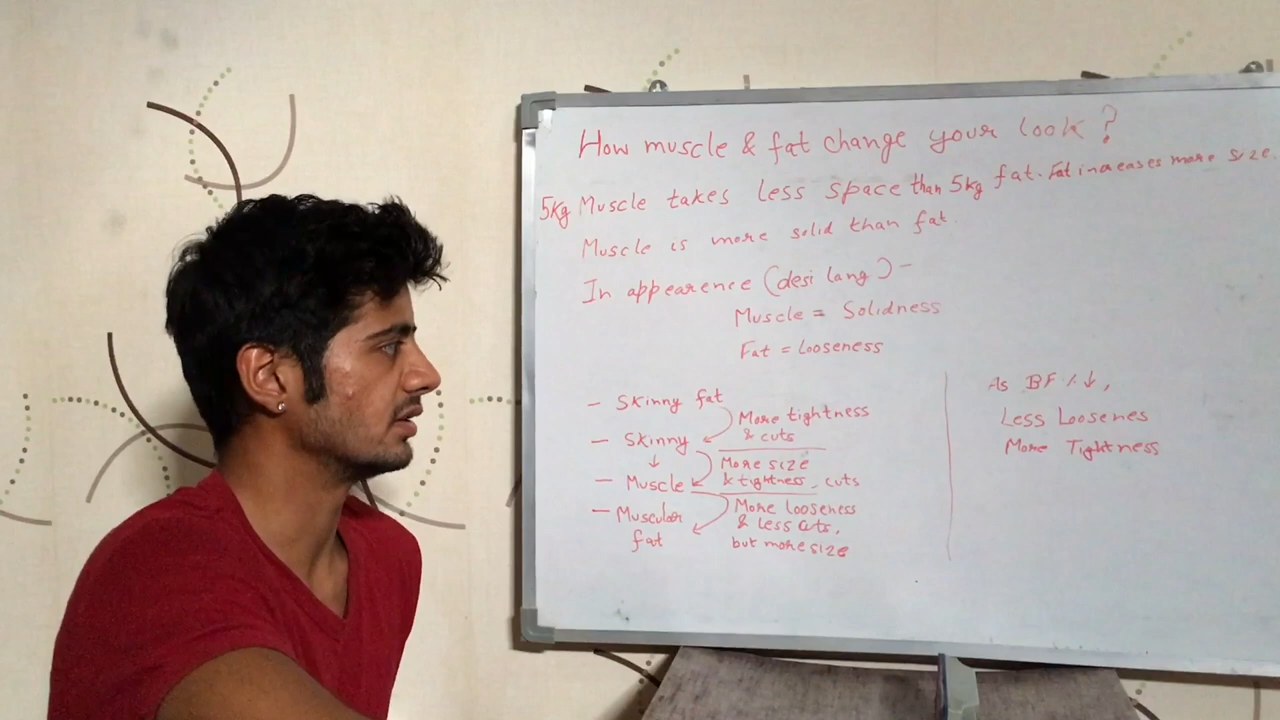 How muscle & fat change your look?
5kg Muscle takes less space than 5kg fat. Fat increases more size.
Muscle is more solid than fat.
In appearence (desi lang) -
Muscle = Solidness
Fat = Looseness
- Skinny fat
More tightness
& cuts
- Skinny
↓
More size
& tightness, cuts
- Muscle
More looseness
& less cuts,
but more size
- Muscular
fat
As BF % ↓,
Less Loosenes
More Tightness